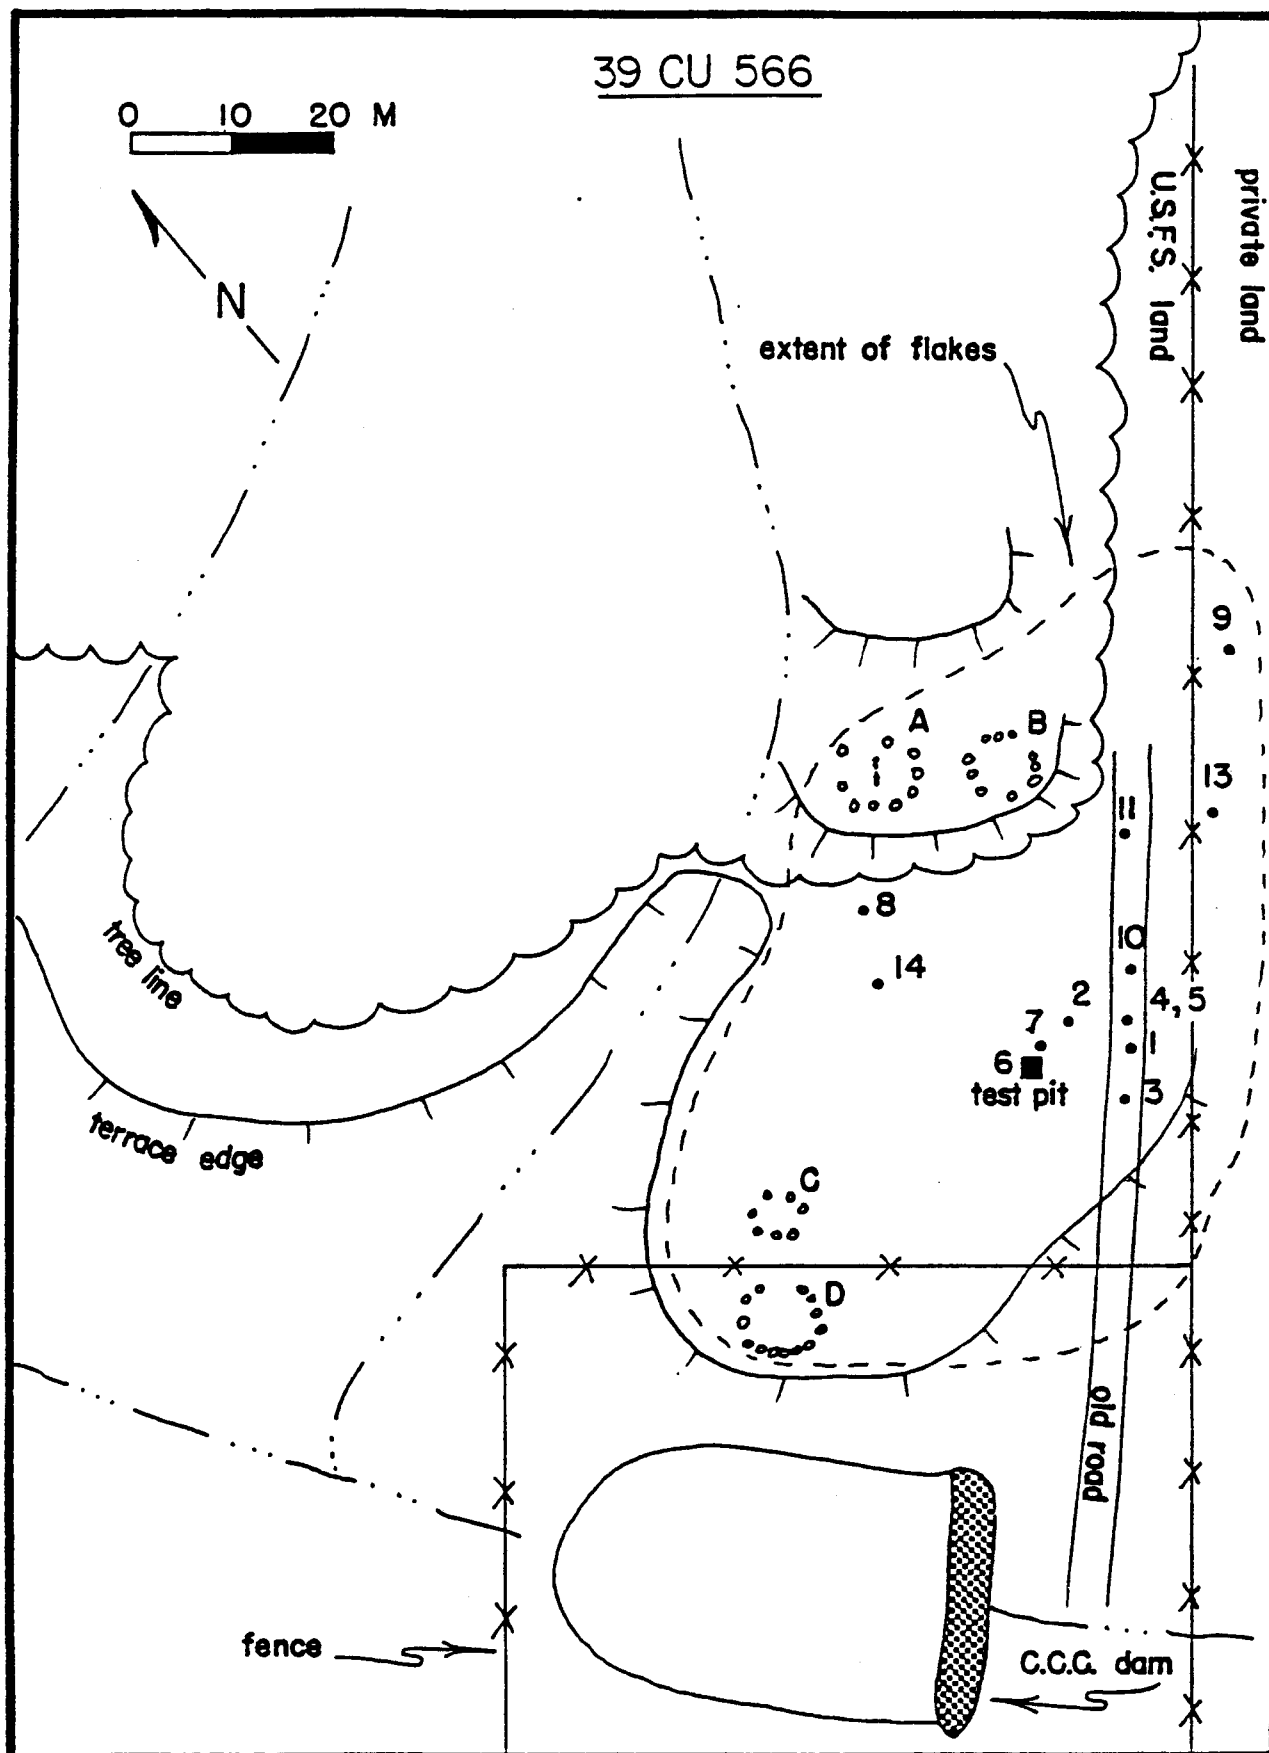 39 CU 566
0 10 20 M
N
private land
U.S.F.S. land
extent of flakes
9
A
B
13
11
8
10
14
2
4, 5
7
1
6
test pit
3
tree line
terrace edge
C
D
old road
fence
C.C.C. dam